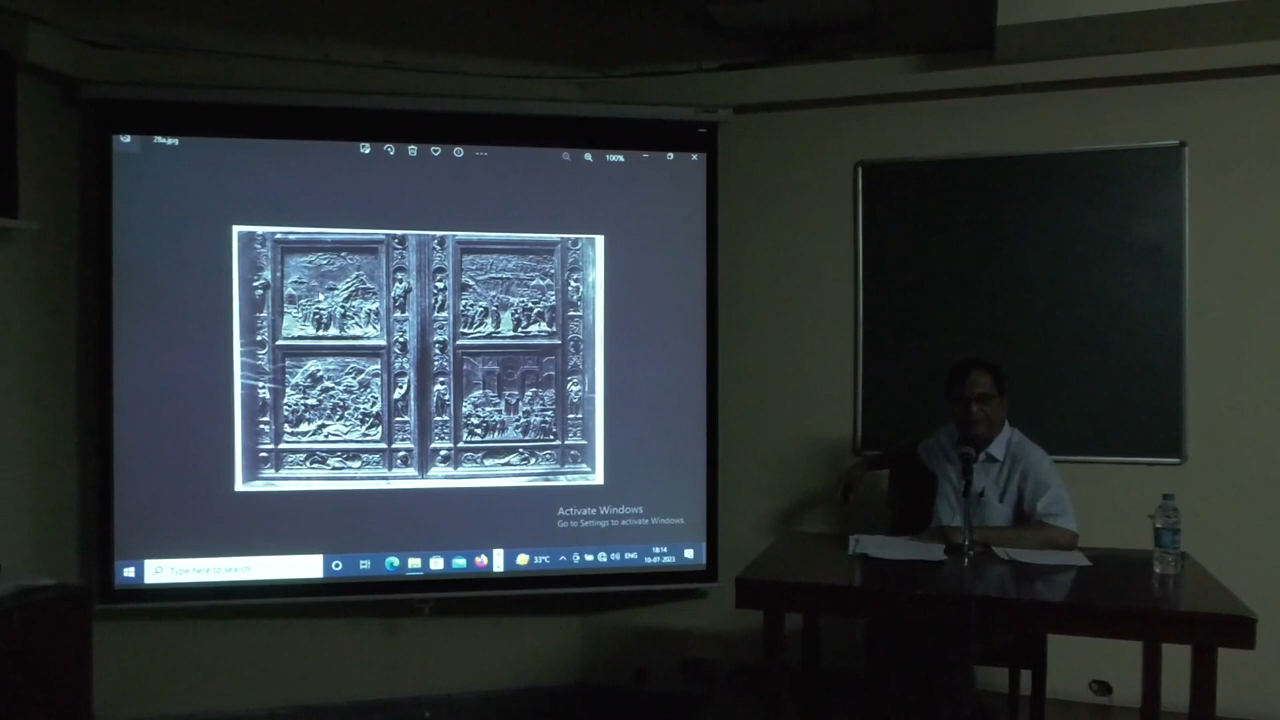 28a.jpg
100%
Activate Windows
Go to Settings to activate Windows.
Type here to search
33°C
ENG
18:14
10-07-2023